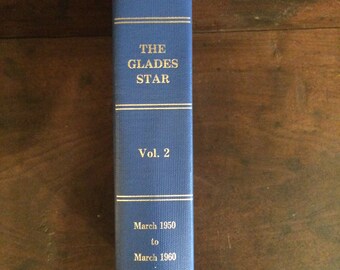 THE
GLADES
STAR
Vol. 2
March 1950
to
March 1960